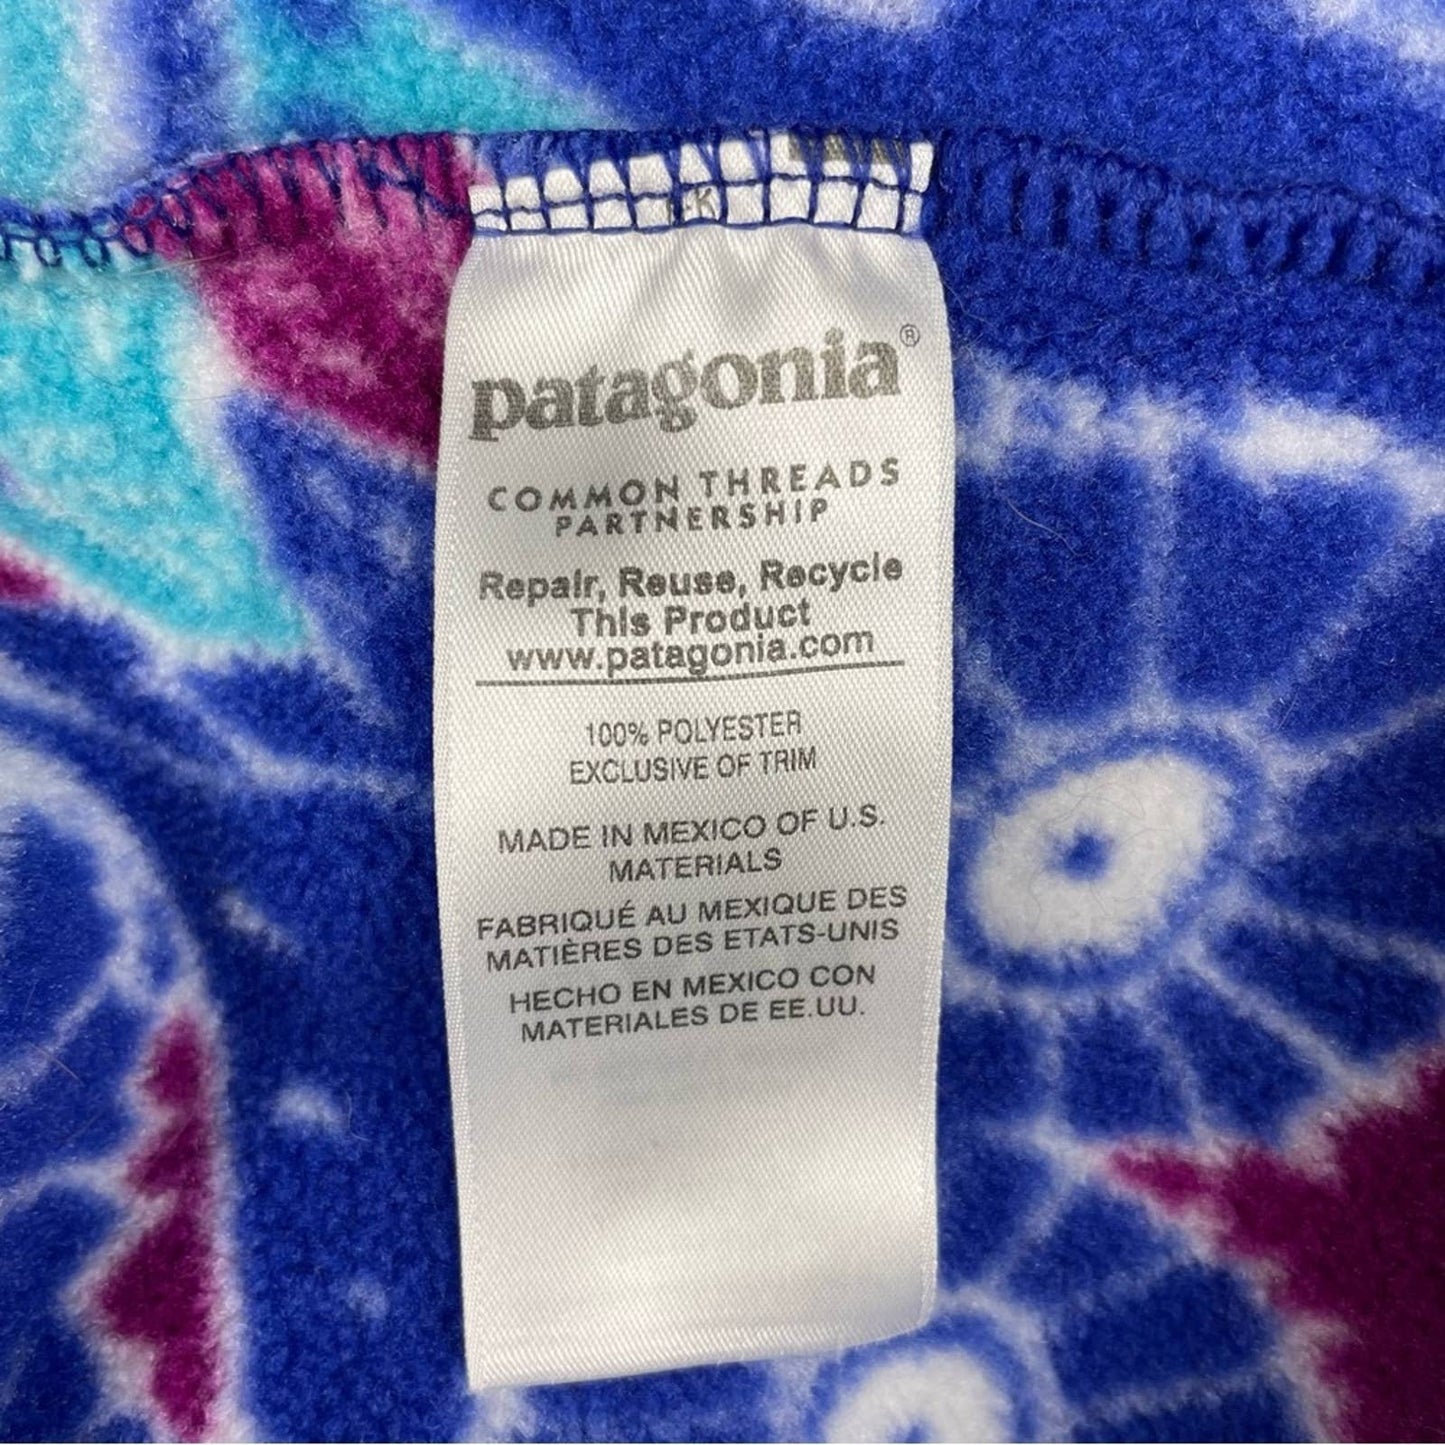 patagonia®
COMMON THREADS
PARTNERSHIP
Repair, Reuse, Recycle
This Product
www.patagonia.com
100% POLYESTER
EXCLUSIVE OF TRIM
MADE IN MEXICO OF U.S.
MATERIALS
FABRIQUÉ AU MEXIQUE DES
MATIÈRES DES ETATS-UNIS
HECHO EN MEXICO CON
MATERIALES DE EE.UU.